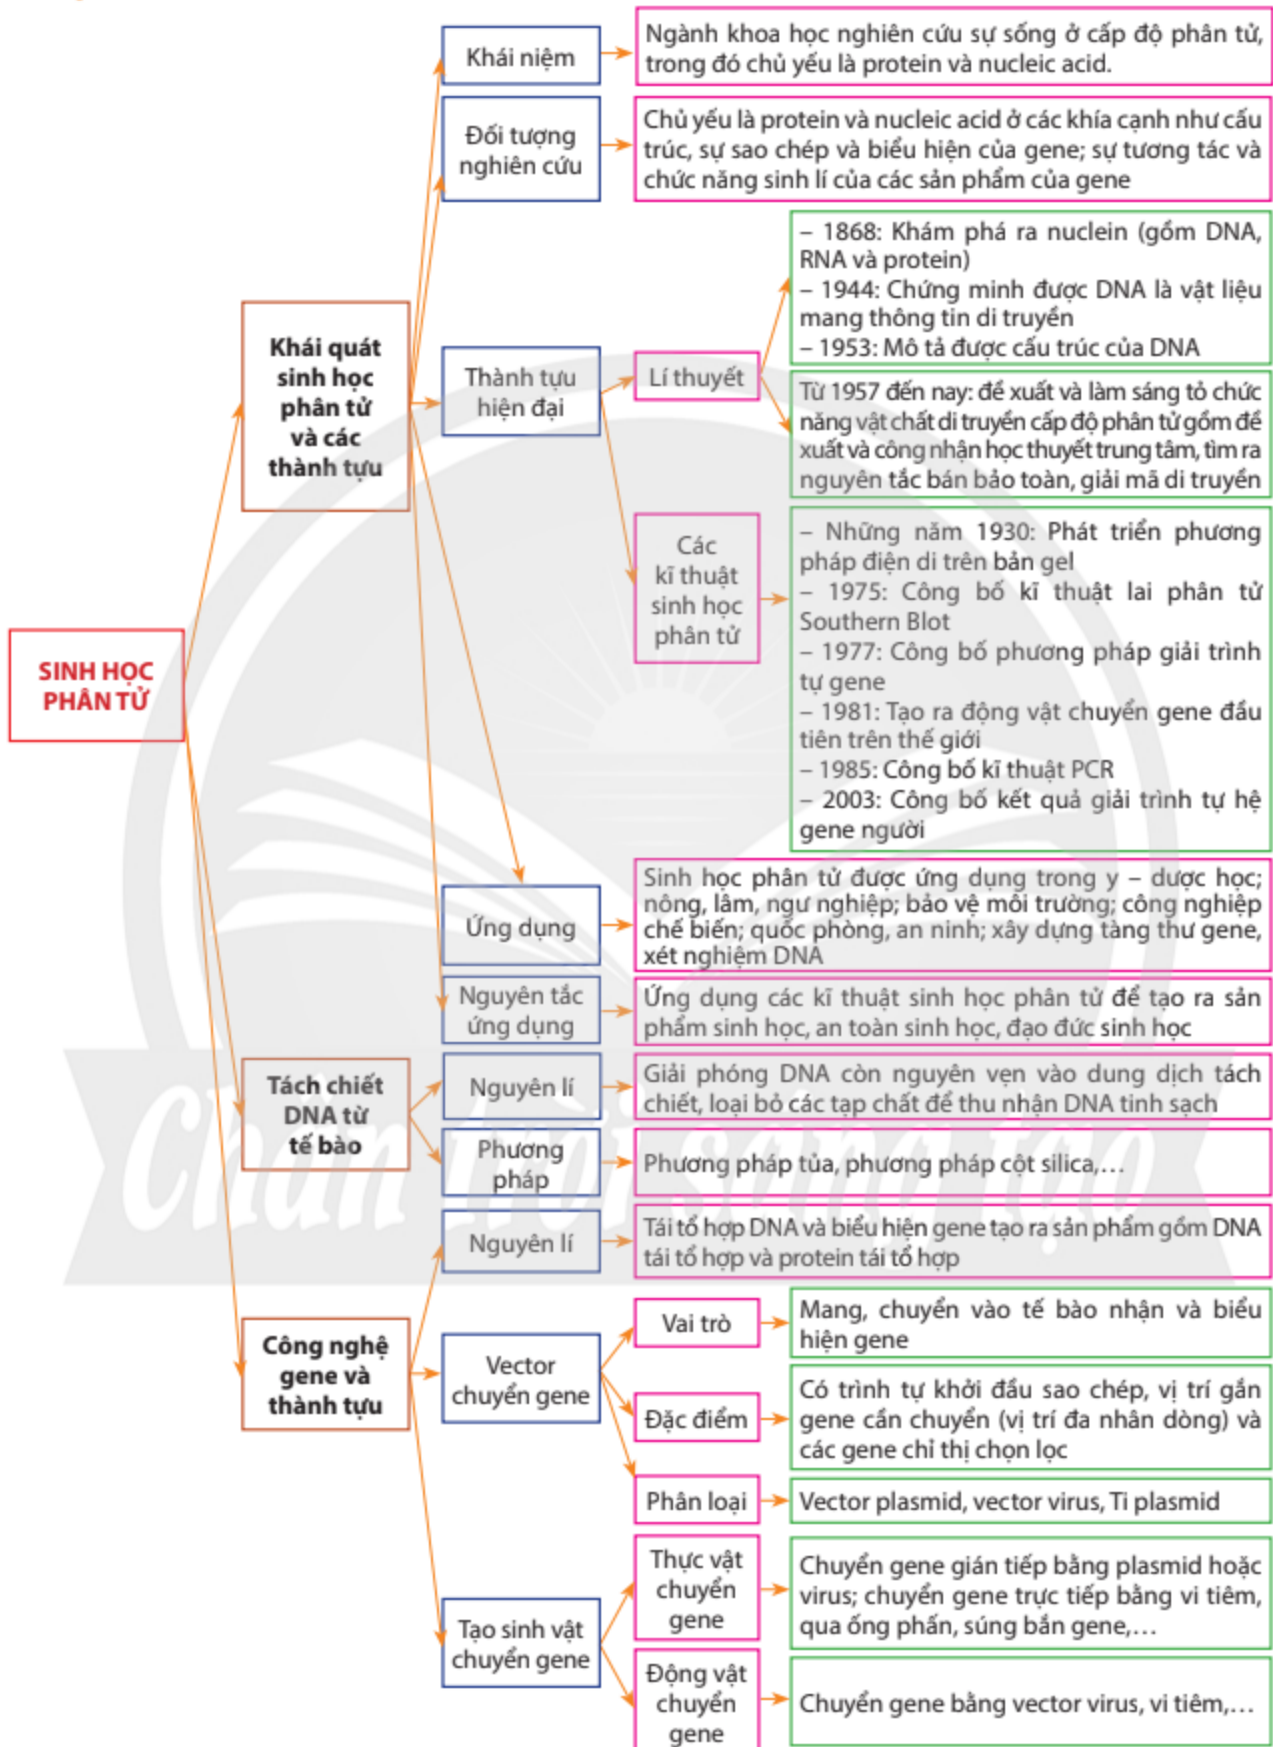 SINH HỌC
PHÂN TỬ
Khái quát
sinh học
phân tử
và các
thành tựu
Khái niệm
Ngành khoa học nghiên cứu sự sống ở cấp độ phân tử,
trong đó chủ yếu là protein và nucleic acid.
Đối tượng
nghiên cứu
Chủ yếu là protein và nucleic acid ở các khía cạnh như cấu
trúc, sự sao chép và biểu hiện của gene; sự tương tác và
chức năng sinh lí của các sản phẩm của gene
Thành tựu
hiện đại
Lí thuyết
– 1868: Khám phá ra nuclein (gồm DNA,
RNA và protein)
– 1944: Chứng minh được DNA là vật liệu
mang thông tin di truyền
– 1953: Mô tả được cấu trúc của DNA
Từ 1957 đến nay: đề xuất và làm sáng tỏ chức
năng vật chất di truyền cấp độ phân tử gồm đề
xuất và công nhận học thuyết trung tâm, tìm ra
nguyên tắc bán bảo toàn, giải mã di truyền
Các
kĩ thuật
sinh học
phân tử
– Những năm 1930: Phát triển phương
pháp điện di trên bản gel
– 1975: Công bố kĩ thuật lai phân tử
Southern Blot
– 1977: Công bố phương pháp giải trình
tự gene
– 1981: Tạo ra động vật chuyển gene đầu
tiên trên thế giới
– 1985: Công bố kĩ thuật PCR
– 2003: Công bố kết quả giải trình tự hệ
gene người
Ứng dụng
Sinh học phân tử được ứng dụng trong y – dược học;
nông, lâm, ngư nghiệp; bảo vệ môi trường; công nghiệp
chế biến; quốc phòng, an ninh; xây dựng tàng thư gene,
xét nghiệm DNA
Nguyên tắc
ứng dụng
Ứng dụng các kĩ thuật sinh học phân tử để tạo ra sản
phẩm sinh học, an toàn sinh học, đạo đức sinh học
Tách chiết
DNA từ
tế bào
Nguyên lí
Giải phóng DNA còn nguyên vẹn vào dung dịch tách
chiết, loại bỏ các tạp chất để thu nhận DNA tinh sạch
Phương
pháp
Phương pháp tủa, phương pháp cột silica,…
Công nghệ
gene và
thành tựu
Nguyên lí
Tái tổ hợp DNA và biểu hiện gene tạo ra sản phẩm gồm DNA
tái tổ hợp và protein tái tổ hợp
Vector
chuyển gene
Vai trò
Mang, chuyển vào tế bào nhận và biểu
hiện gene
Đặc điểm
Có trình tự khởi đầu sao chép, vị trí gắn
gene cần chuyển (vị trí đa nhân dòng) và
các gene chỉ thị chọn lọc
Phân loại
Vector plasmid, vector virus, Ti plasmid
Tạo sinh vật
chuyển gene
Thực vật
chuyển
gene
Chuyển gene gián tiếp bằng plasmid hoặc
virus; chuyển gene trực tiếp bằng vi tiêm,
qua ống phấn, súng bắn gene,…
Động vật
chuyển
gene
Chuyển gene bằng vector virus, vi tiêm,…
Chân trời sáng tạo